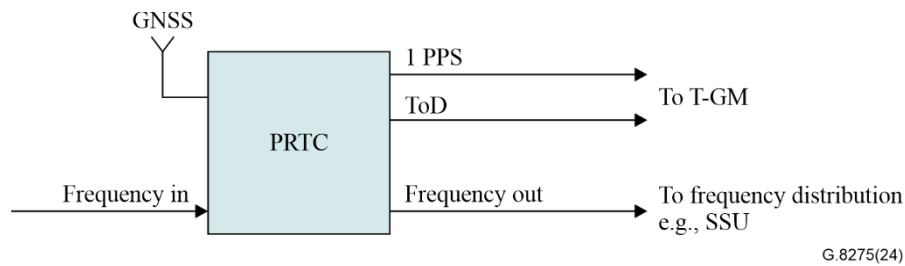 GNSS
1 PPS
ToD
To T-GM
PRTC
Frequency in
Frequency out
To frequency distribution
e.g., SSU
G.8275(24)